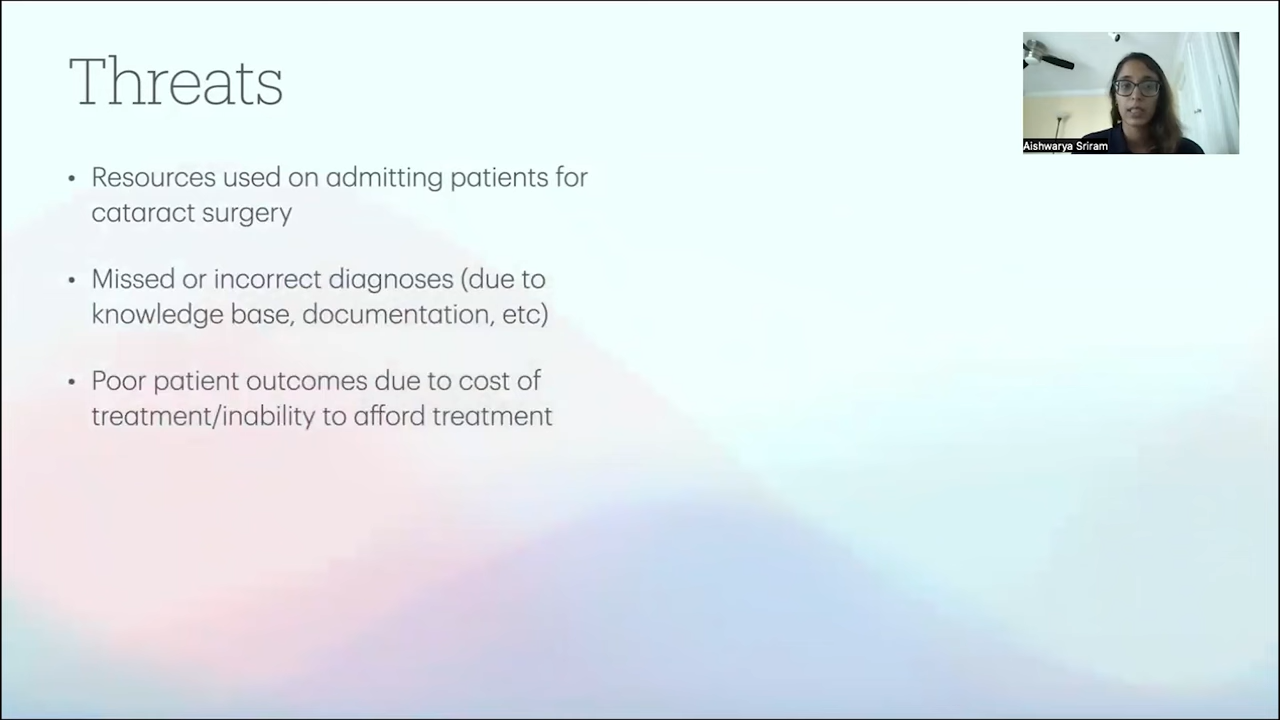 Threats
• Resources used on admitting patients for
cataract surgery
• Missed or incorrect diagnoses (due to
knowledge base, documentation, etc)
• Poor patient outcomes due to cost of
treatment/inability to afford treatment
Aishwarya Sriram